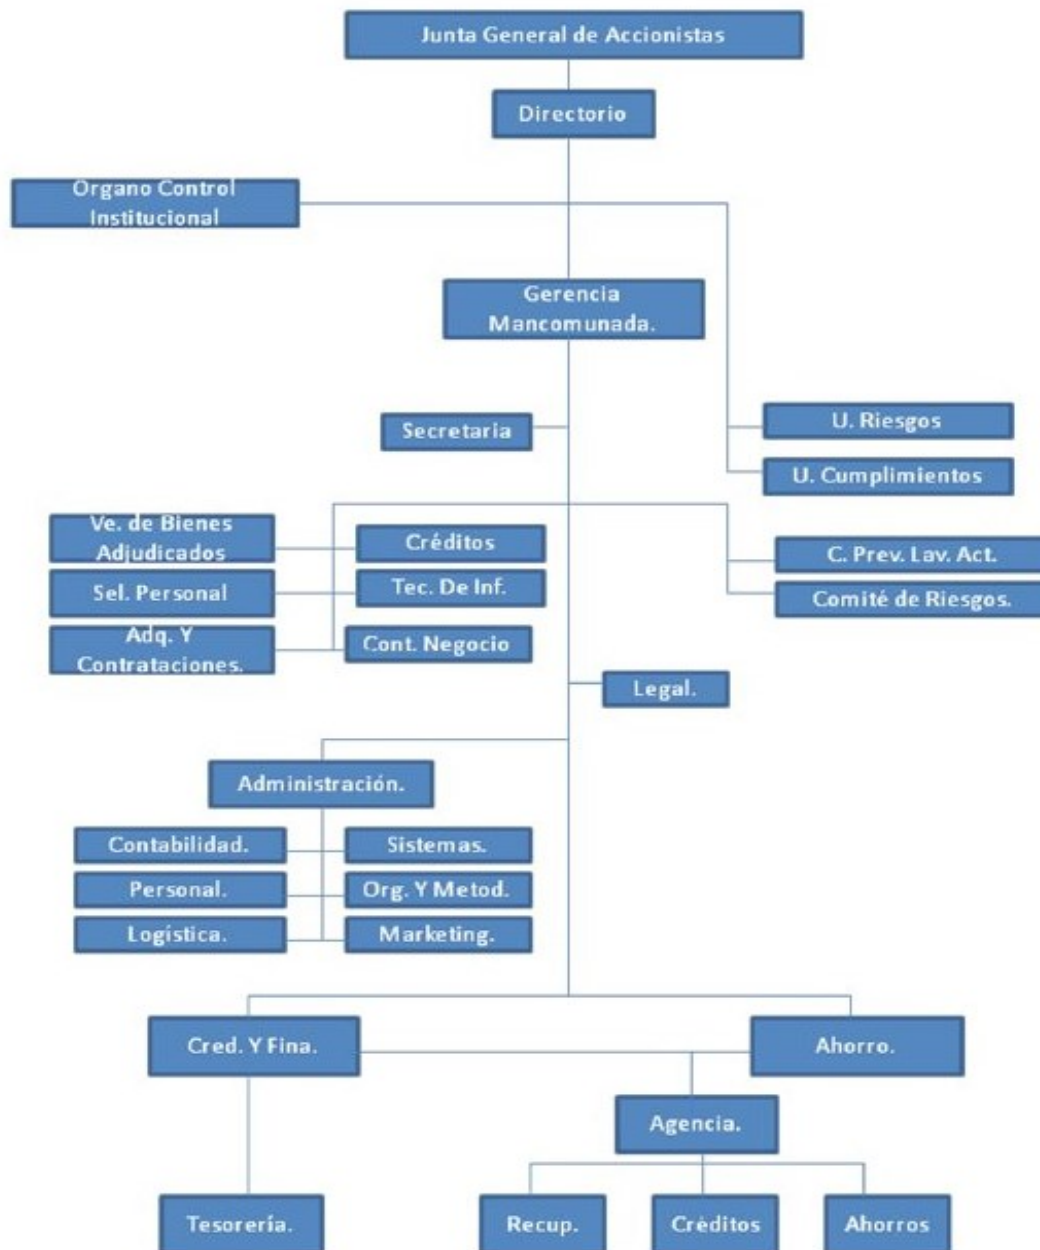 Junta General de Accionistas
Directorio
Organo Control
Institucional
Gerencia
Mancomunada.
Secretaria
U. Riesgos
U. Cumplimientos
Ve. de Bienes
Adjudicados
Créditos
C. Prev. Lav. Act.
Sel. Personal
Tec. De Inf.
Comité de Riesgos.
Adq. Y
Contrataciones.
Cont. Negocio
Legal.
Administración.
Contabilidad.
Sistemas.
Personal.
Org. Y Metod.
Logística.
Marketing.
Cred. Y Fina.
Ahorro.
Agencia.
Tesorería.
Recup.
Créditos
Ahorros